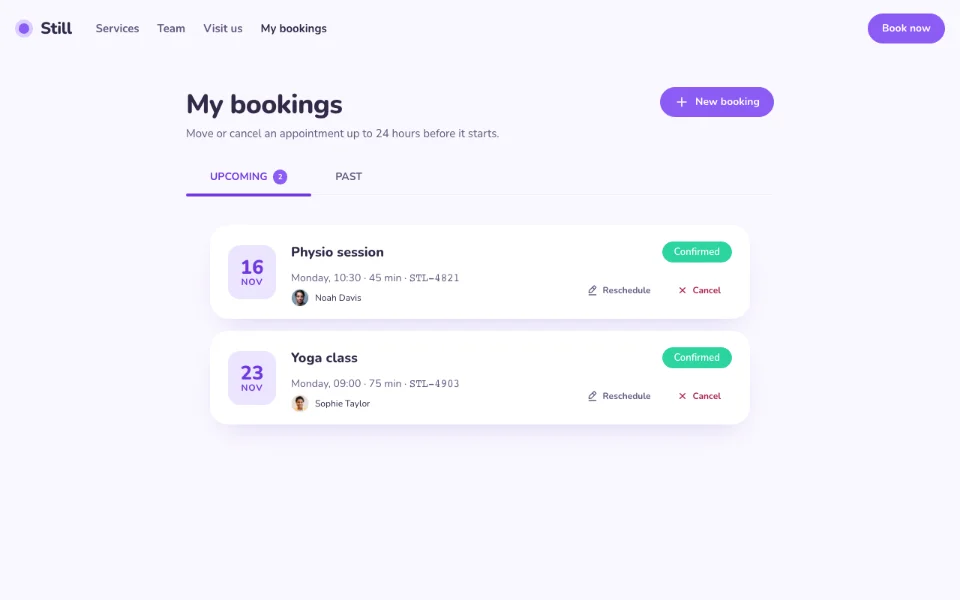 Still
Services
Team
Visit us
My bookings
Book now
My bookings
New booking
Move or cancel an appointment up to 24 hours before it starts.
UPCOMING 2
PAST
16
NOV
Physio session
Monday, 10:30 · 45 min · STL-4821
Noah Davis
Confirmed
Reschedule
Cancel
23
NOV
Yoga class
Monday, 09:00 · 75 min · STL-4903
Sophie Taylor
Confirmed
Reschedule
Cancel